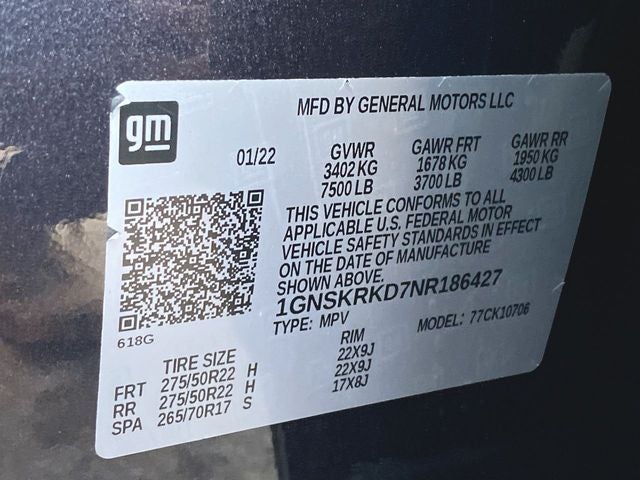 gm
MFD BY GENERAL MOTORS LLC
01/22 GVWR GAWR FRT GAWR RR
3402 KG 1678 KG 1950 KG
7500 LB 3700 LB 4300 LB
THIS VEHICLE CONFORMS TO ALL
APPLICABLE U.S. FEDERAL MOTOR
VEHICLE SAFETY STANDARDS IN EFFECT
ON THE DATE OF MANUFACTURE
SHOWN ABOVE.
1GNSKRKD7NR186427
TYPE: MPV MODEL: 77CK10706
618G
TIRE SIZE RIM
FRT 275/50R22 H 22X9J
RR 275/50R22 H 22X9J
SPA 265/70R17 S 17X8J